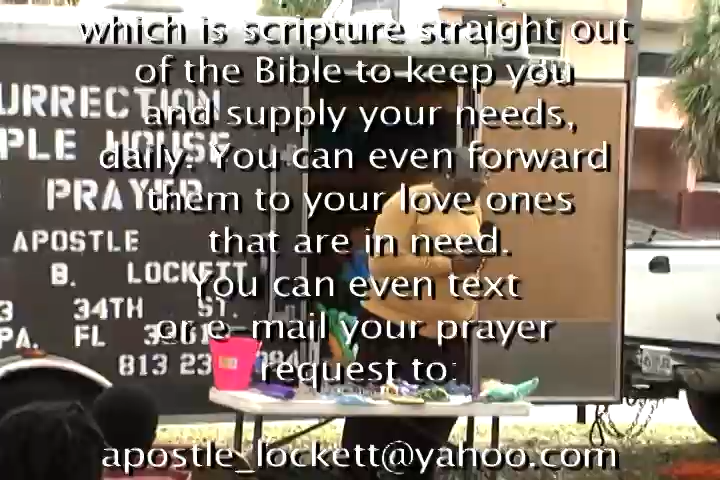 which is scripture straight out
of the Bible to keep you
and supply your needs,
daily. You can even forward
them to your love ones
that are in need.
You can even text
or e-mail your prayer
request to:
apostle_lockett@yahoo.com
URRECTION
PLE HOUSE
PRAYER
APOSTLE
B. LOCKETT
34TH ST.
PA. FL
813 23